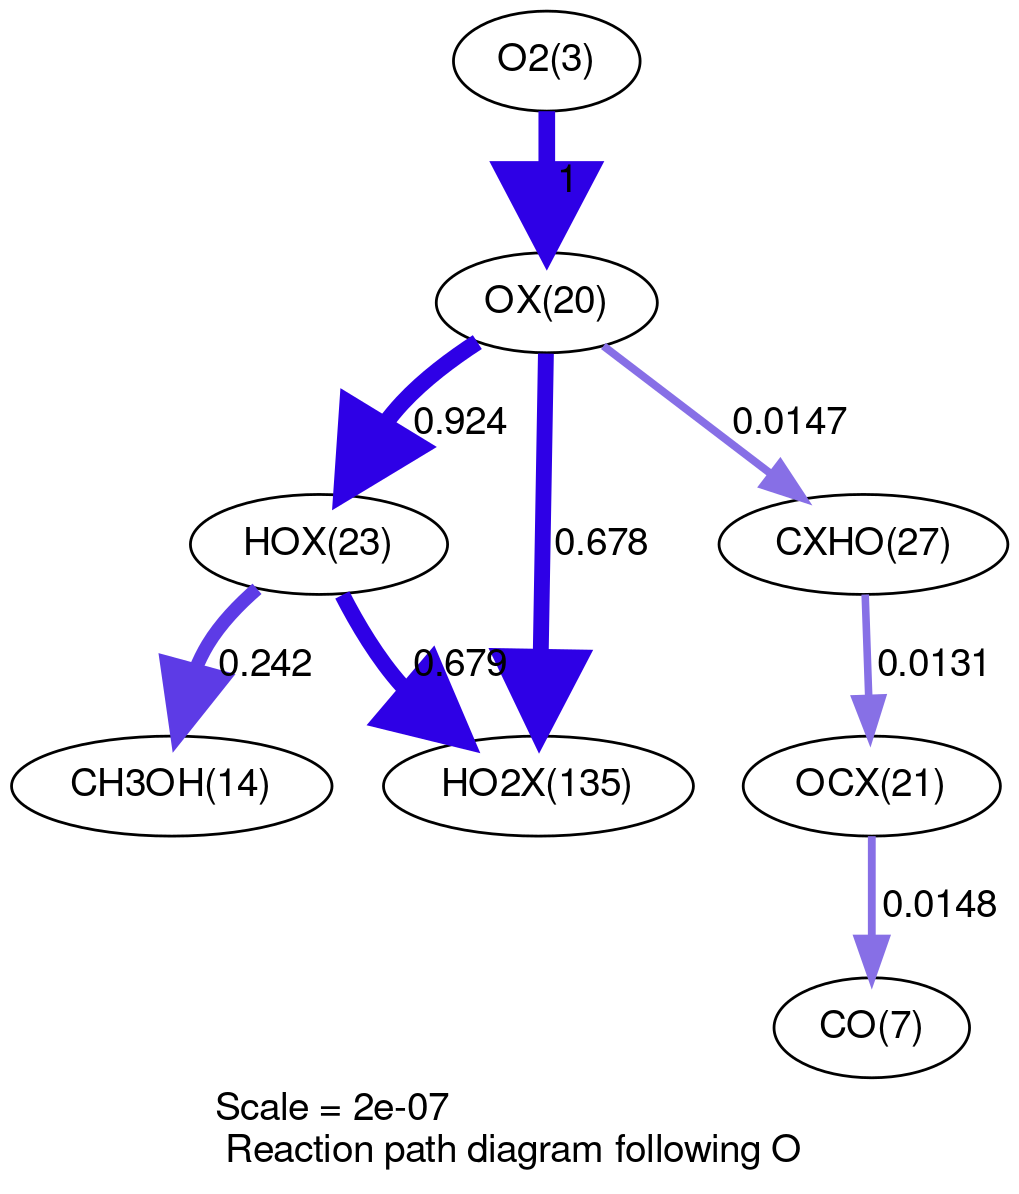 O2(3)
1
OX(20)
0.924
0.0147
HOX(23)
0.678
CXHO(27)
0.242
0.679
0.0131
CH3OH(14)
HO2X(135)
OCX(21)
0.0148
CO(7)
Scale = 2e-07
Reaction path diagram following O